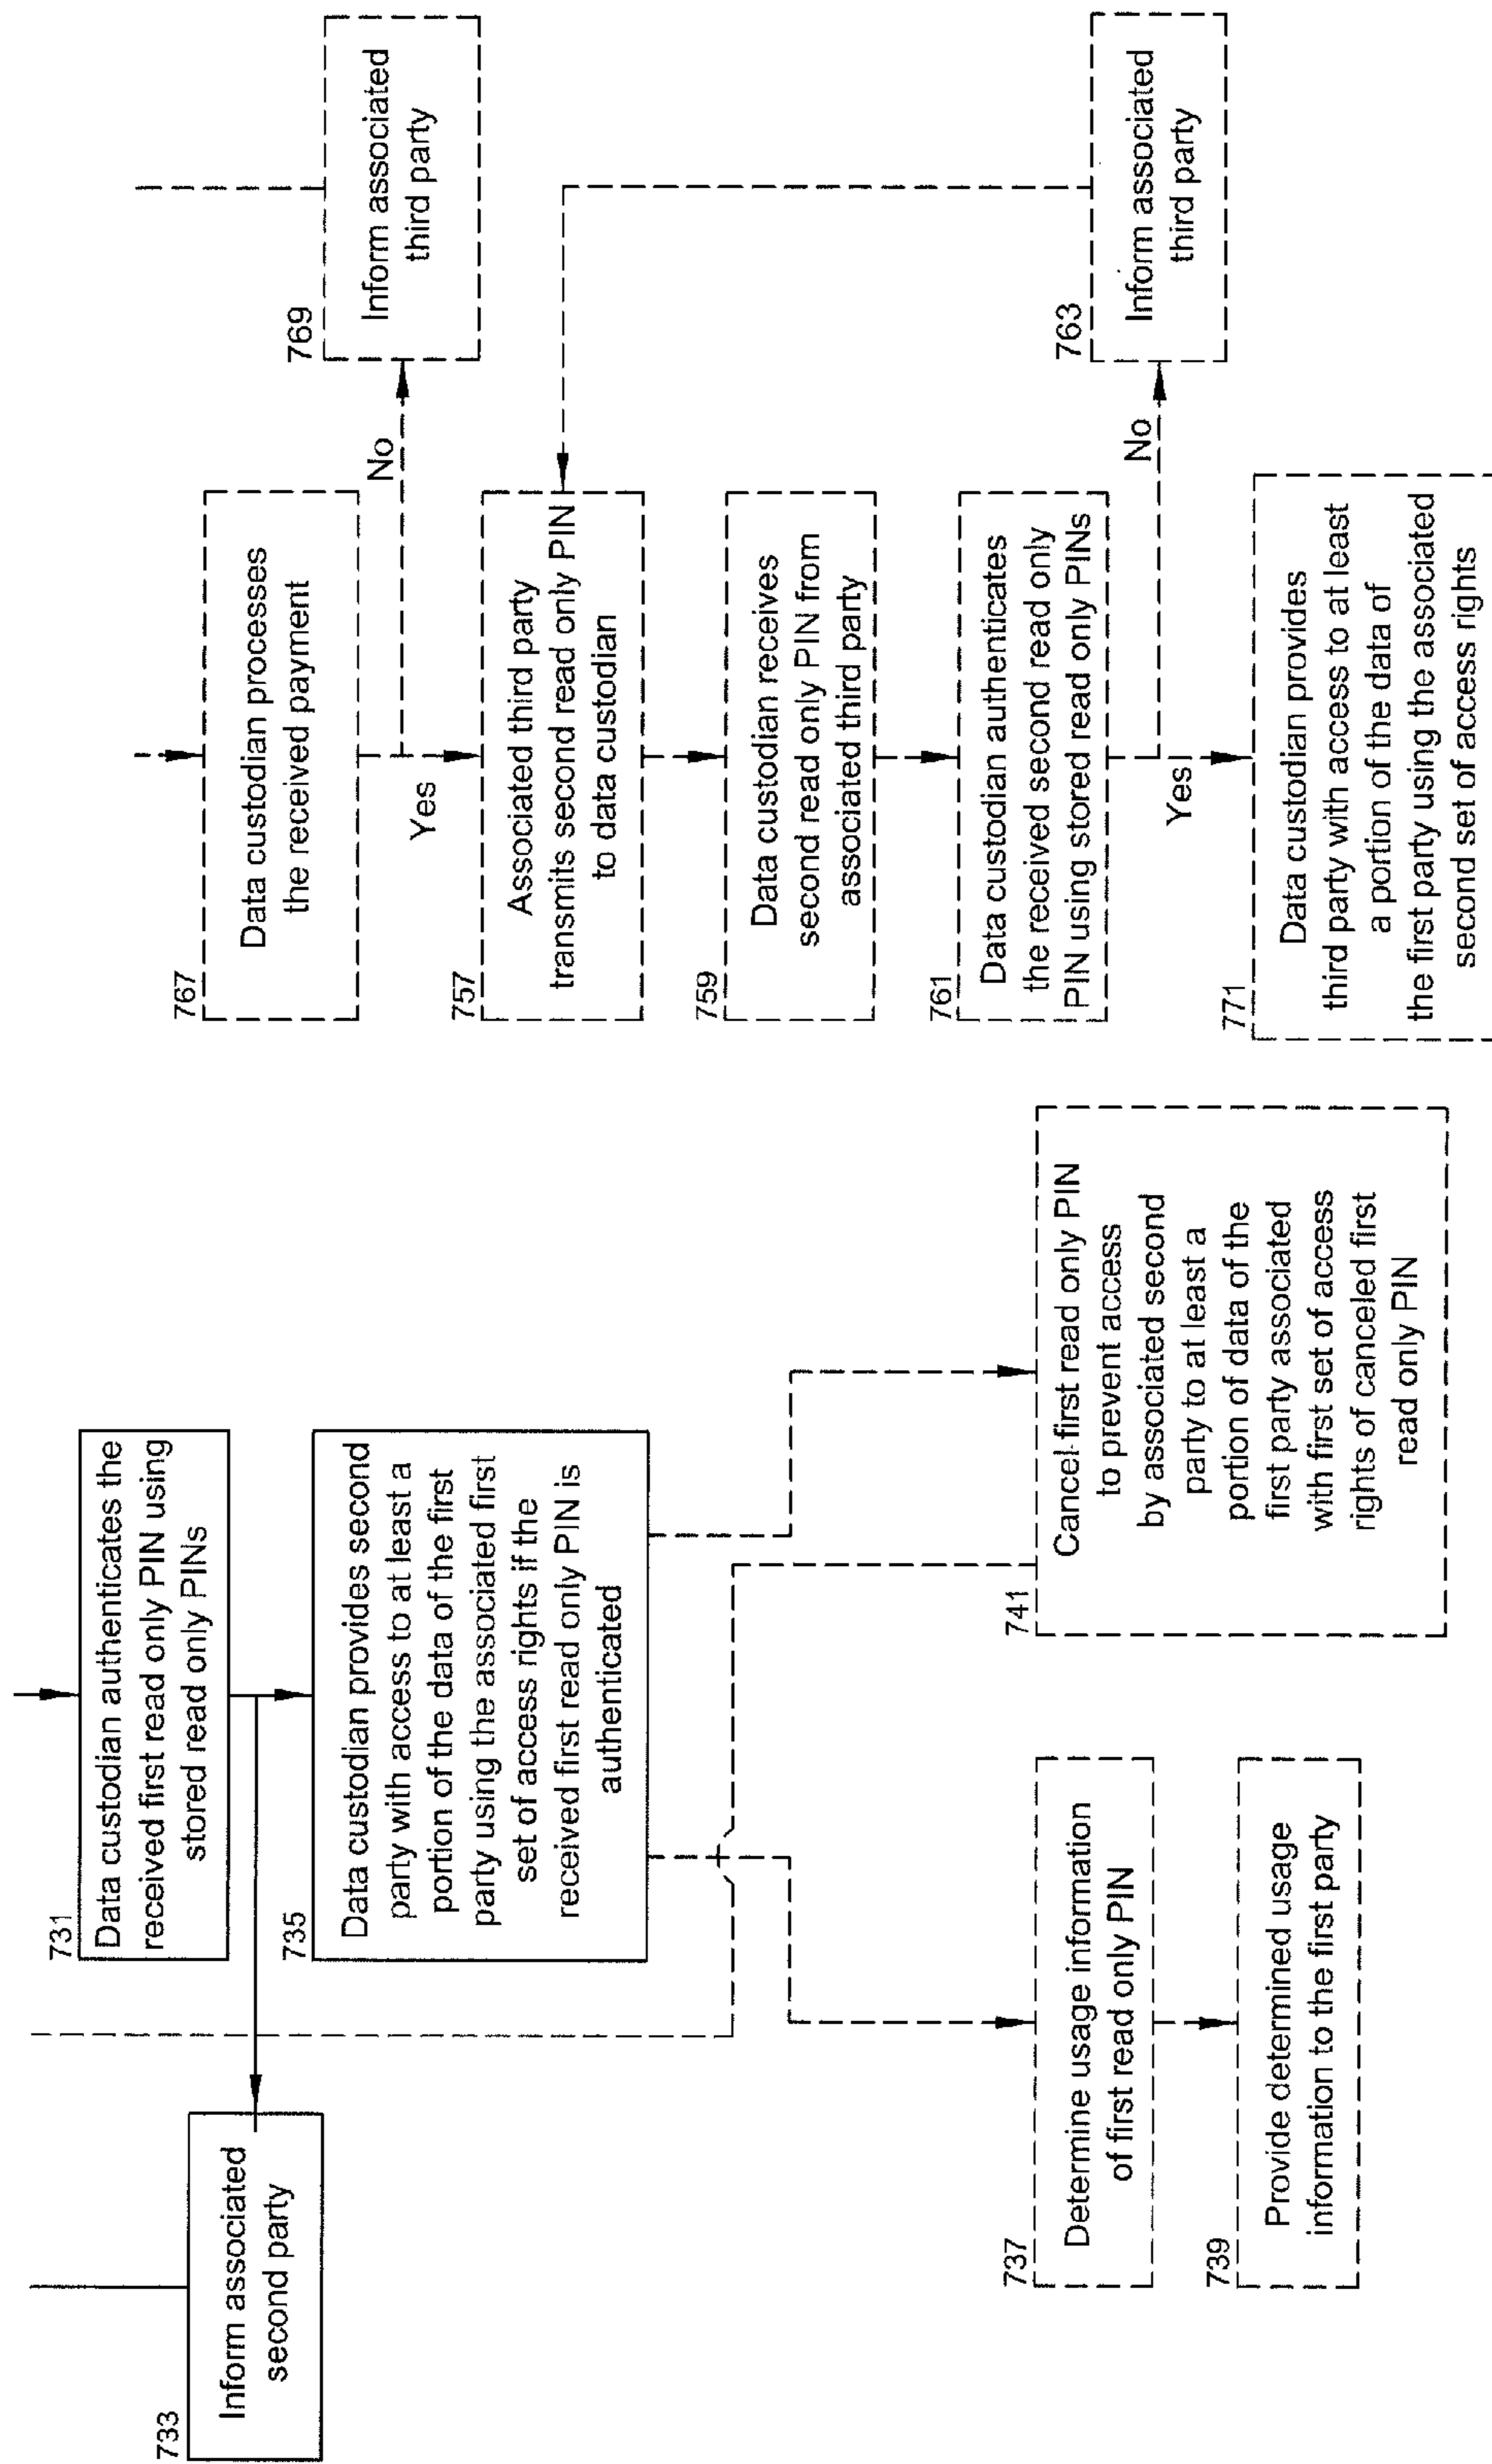 733
Inform associated
second party
731
Data custodian authenticates the
received first read only PIN using
stored read only PINs
735
Data custodian provides second
party with access to at least a
portion of the data of the first
party using the associated first
set of access rights if the
received first read only PIN is
authenticated
737
Determine usage information
of first read only PIN
739
Provide determined usage
information to the first party
741
Cancel first read only PIN
to prevent access
by associated second
party to at least a
portion of data of the
first party associated
with first set of access
rights of canceled first
read only PIN
767
Data custodian processes
the received payment
No
769
Inform associated
third party
Yes
757
Associated third party
transmits second read only PIN
to data custodian
759
Data custodian receives
second read only PIN from
associated third party
761
Data custodian authenticates
the received second read only
PIN using stored read only PINs
No
763
Inform associated
third party
Yes
771
Data custodian provides
third party with access to at least
a portion of the data of
the first party using the associated
second set of access rights